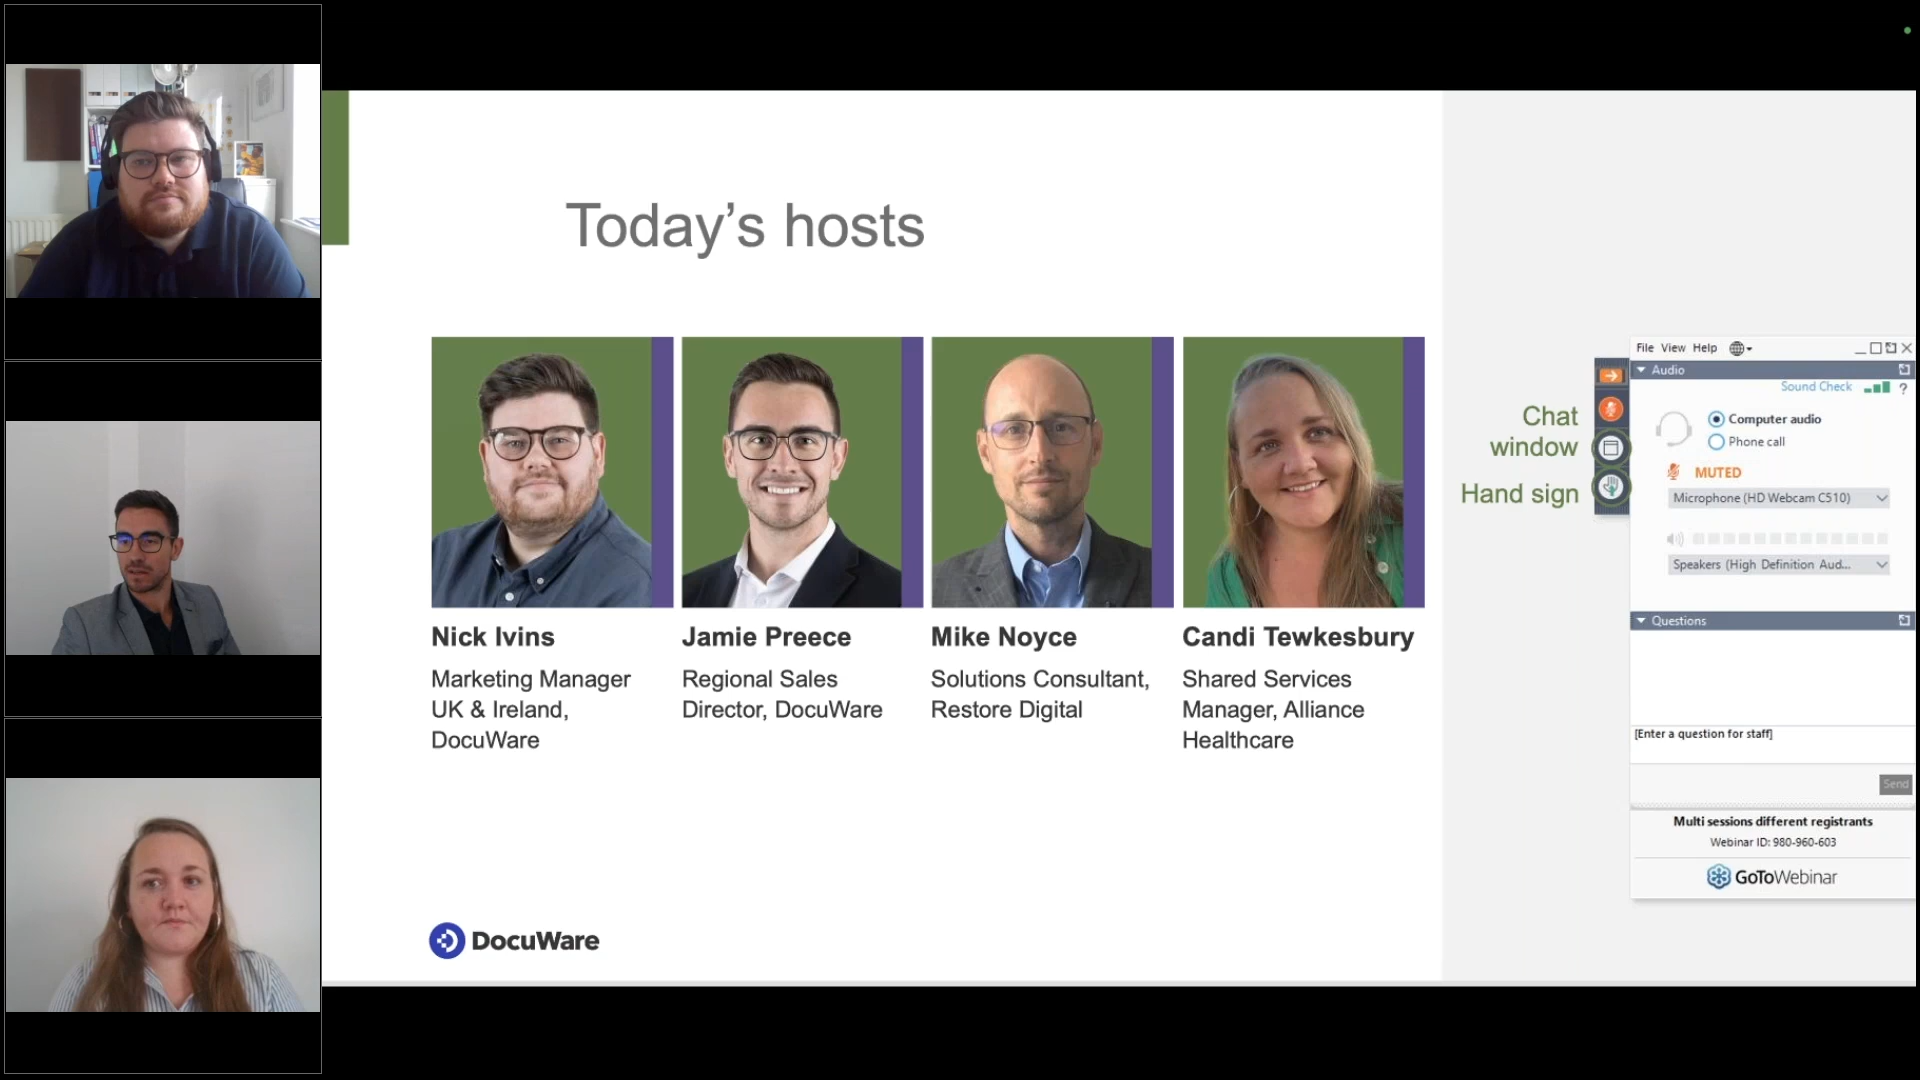 Today's hosts
Nick Ivins
Marketing Manager
UK & Ireland,
DocuWare
Jamie Preece
Regional Sales
Director, DocuWare
Mike Noyce
Solutions Consultant,
Restore Digital
Candi Tewkesbury
Shared Services
Manager, Alliance
Healthcare
DocuWare
Chat
window
Hand sign
File View Help
Audio
Sound Check ?
Computer audio
Phone call
MUTED
Microphone (HD Webcam C510)
Speakers (High Definition Aud...
Questions
[Enter a question for staff]
Send
Multi sessions different registrants
Webinar ID: 980-960-603
GoToWebinar